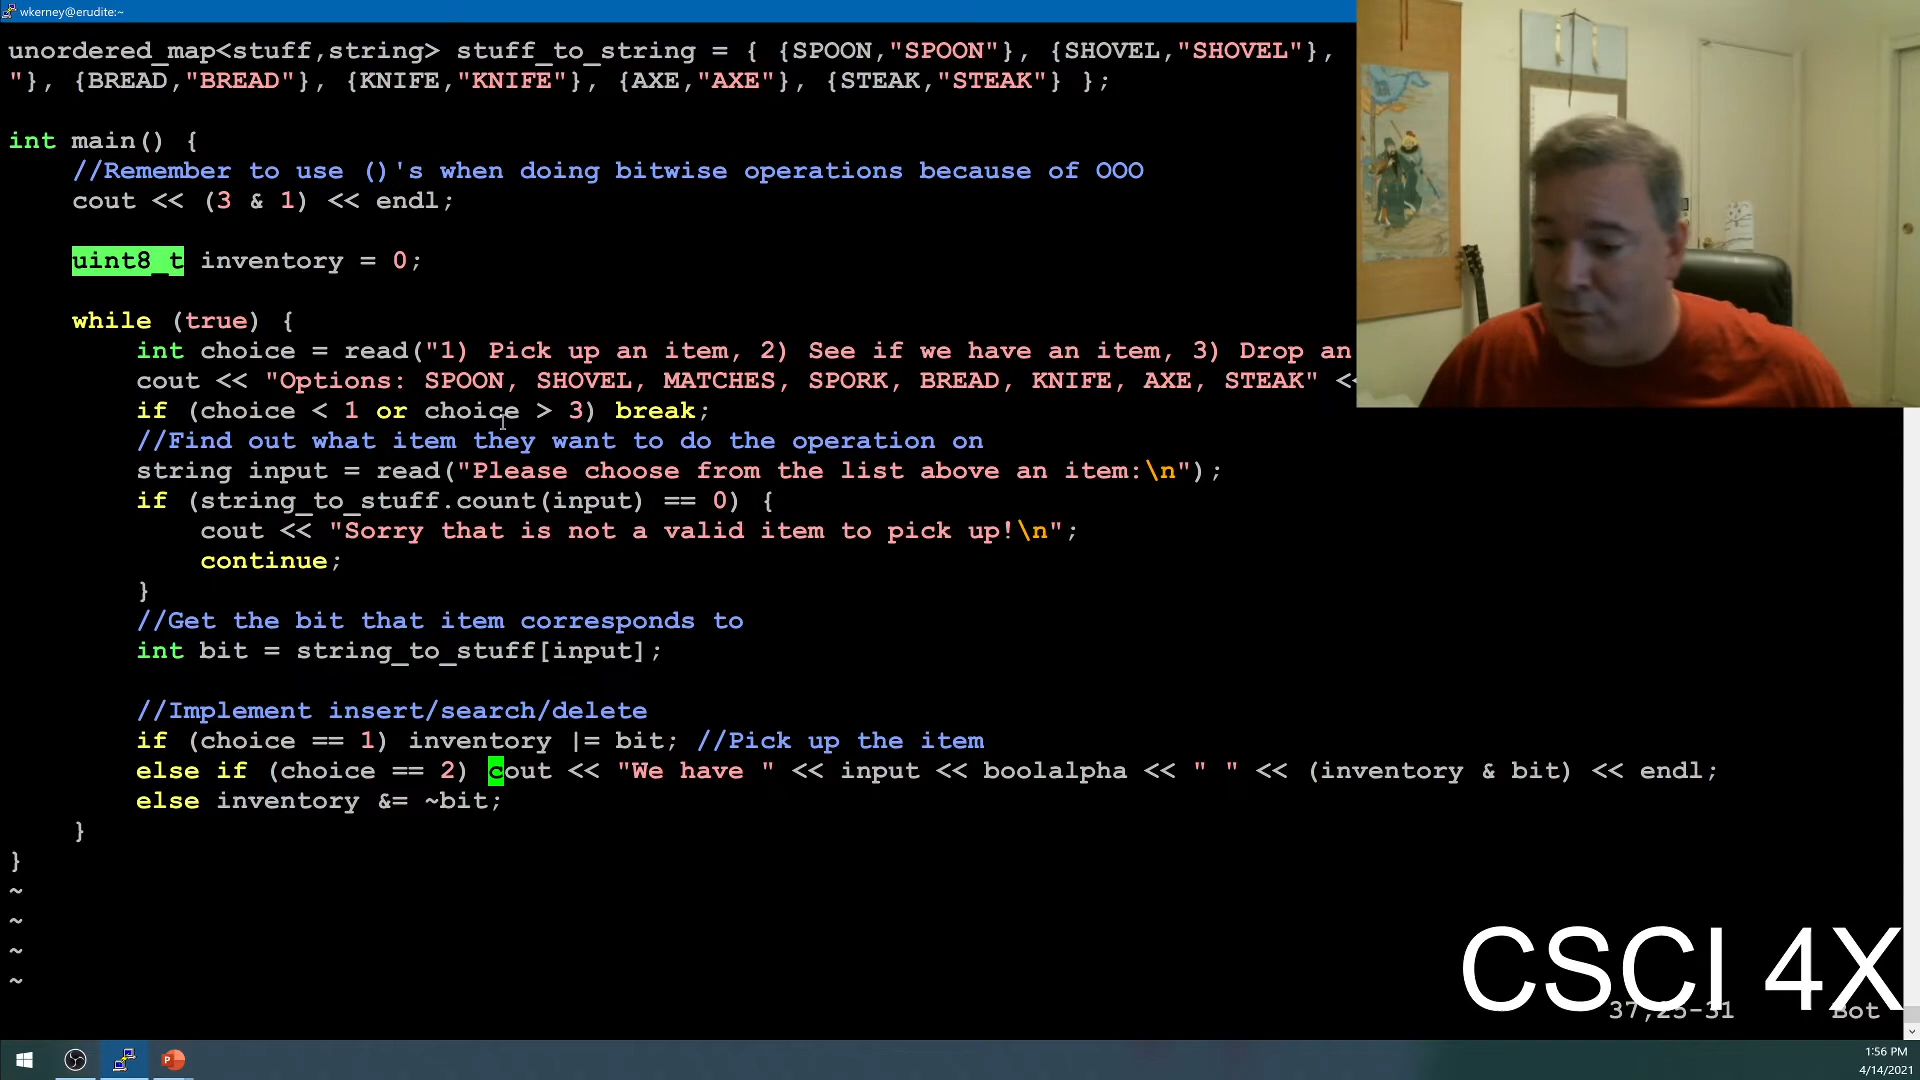 wkerney@erudite:~
unordered_map<stuff,string> stuff_to_string = { {SPOON,"SPOON"}, {SHOVEL,"SHOVEL"},
"}, {BREAD,"BREAD"}, {KNIFE,"KNIFE"}, {AXE,"AXE"}, {STEAK,"STEAK"} };
int main() {
//Remember to use ()'s when doing bitwise operations because of OOO
cout << (3 & 1) << endl;
uint8_t inventory = 0;
while (true) {
int choice = read("1) Pick up an item, 2) See if we have an item, 3) Drop an
cout << "Options: SPOON, SHOVEL, MATCHES, SPORK, BREAD, KNIFE, AXE, STEAK" <<
if (choice < 1 or choice > 3) break;
//Find out what item they want to do the operation on
string input = read("Please choose from the list above an item:\n");
if (string_to_stuff.count(input) == 0) {
cout << "Sorry that is not a valid item to pick up!\n";
continue;
}
//Get the bit that item corresponds to
int bit = string_to_stuff[input];
//Implement insert/search/delete
if (choice == 1) inventory |= bit; //Pick up the item
else if (choice == 2) cout << "We have " << input << boolalpha << " " << (inventory & bit) << endl;
else inventory &= ~bit;
}
}
~
~
~
~
CSCI 4X
37,25-31 Bot
1:56 PM
4/14/2021